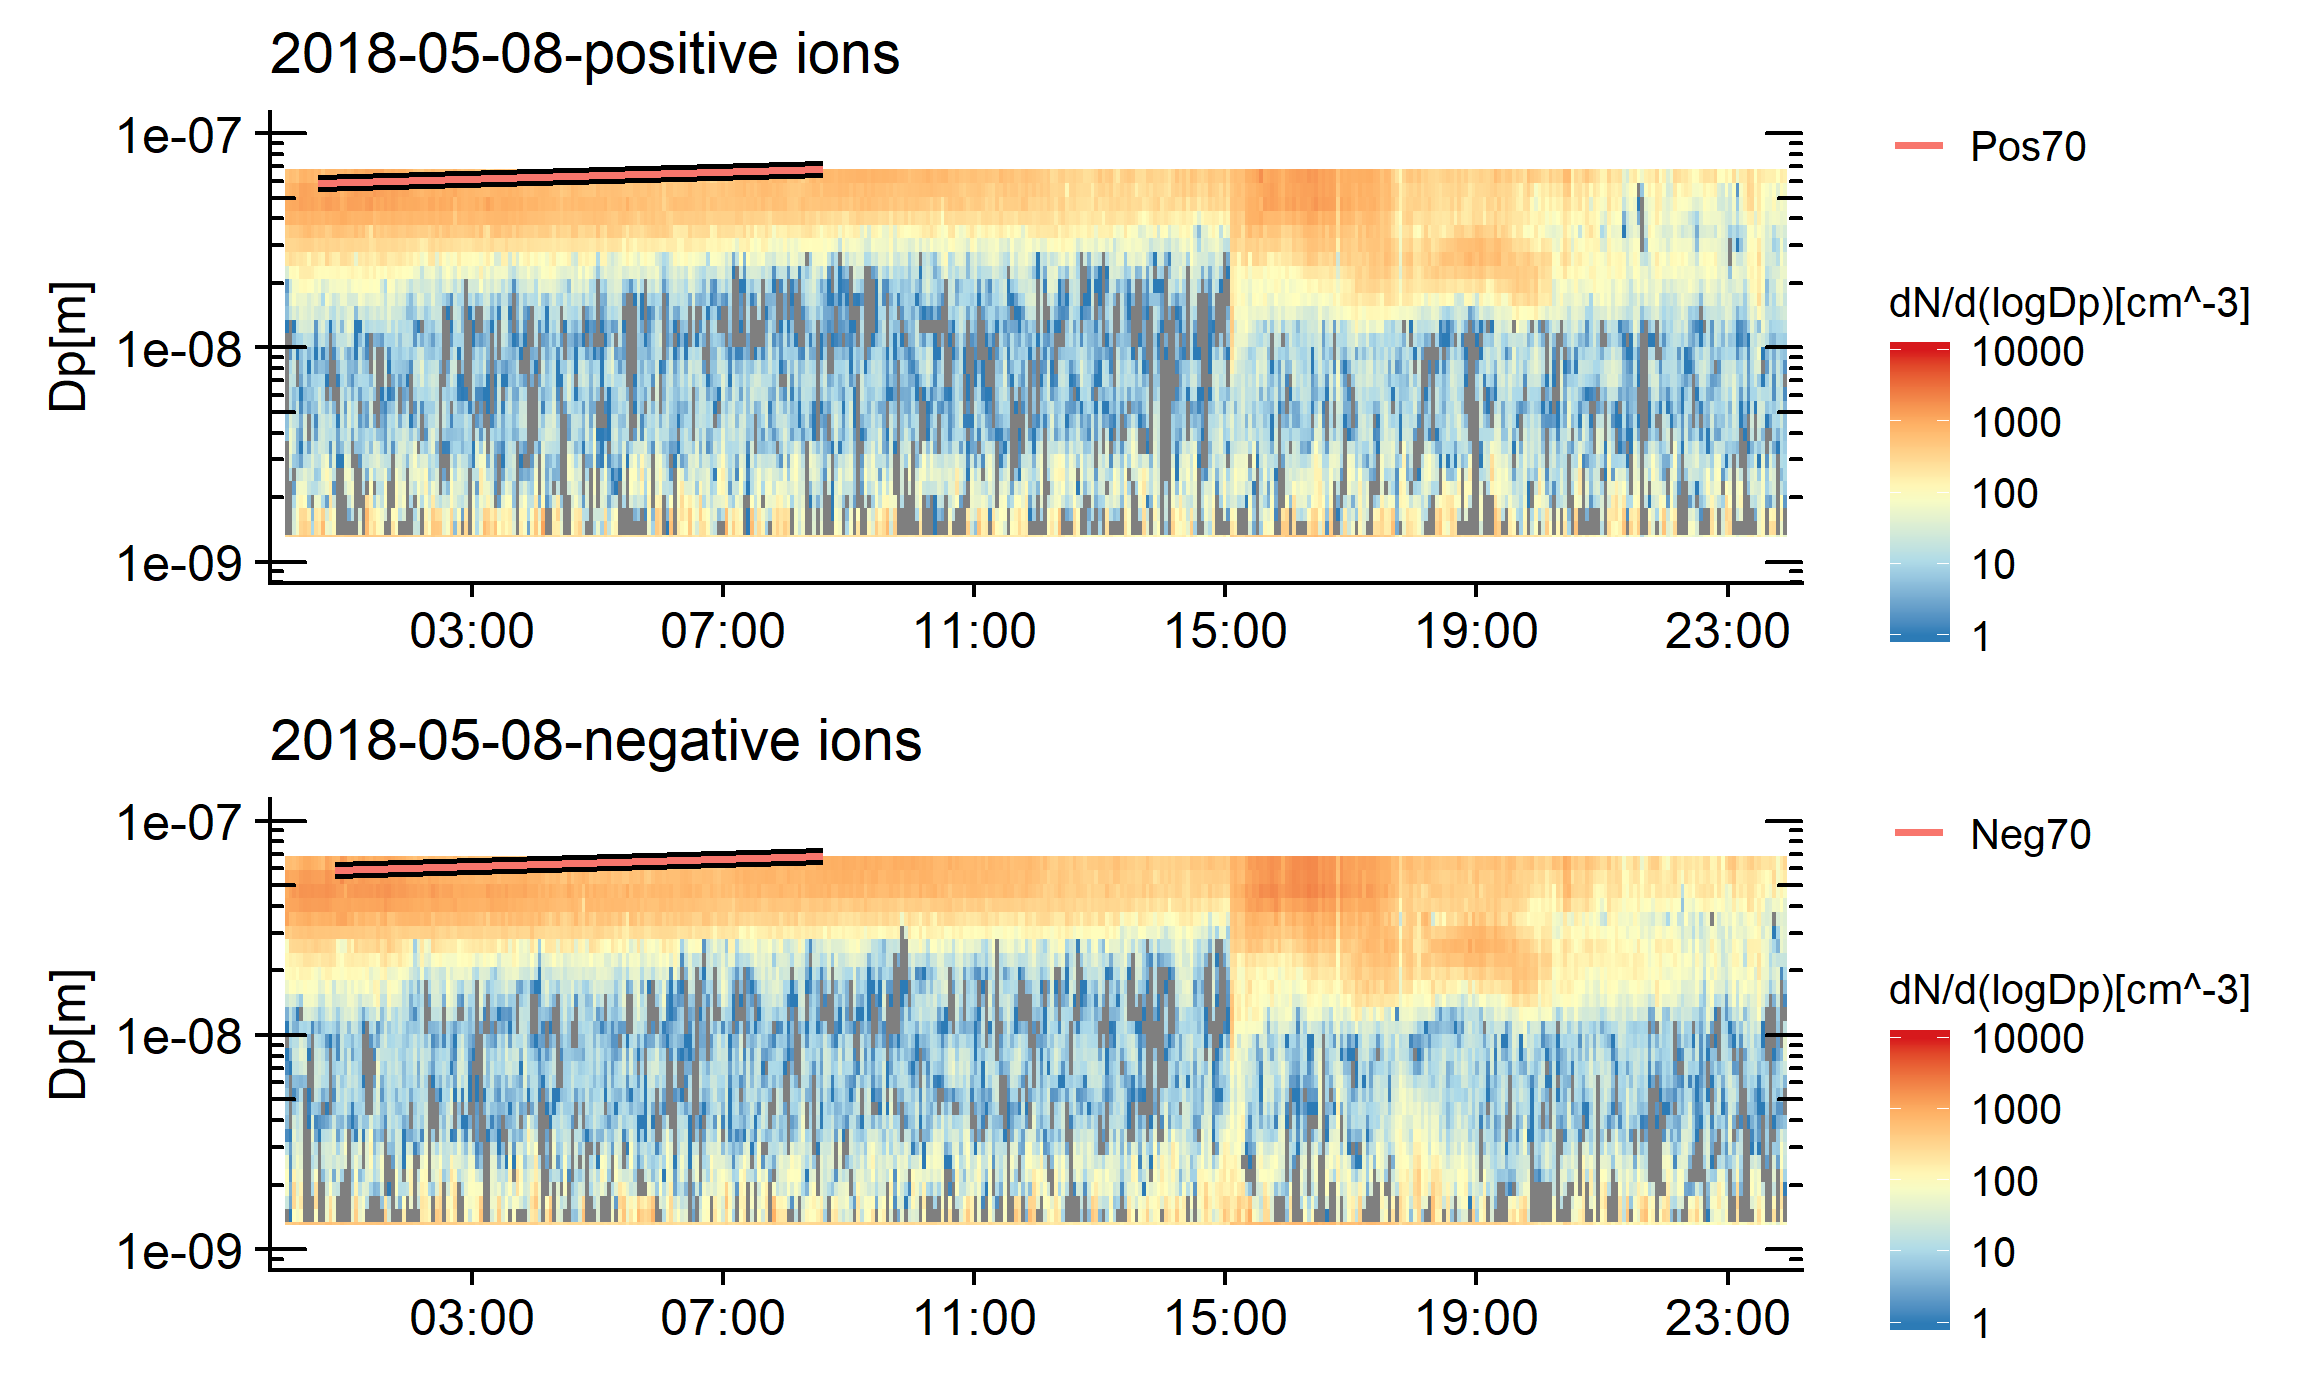 2018-05-08-positive ions
Dp[m]
1e-07
1e-08
1e-09
03:00 07:00 11:00 15:00 19:00 23:00
Pos70
dN/d(logDp)[cm^-3]
10000
1000
100
10
1
2018-05-08-negative ions
Dp[m]
1e-07
1e-08
1e-09
03:00 07:00 11:00 15:00 19:00 23:00
Neg70
dN/d(logDp)[cm^-3]
10000
1000
100
10
1